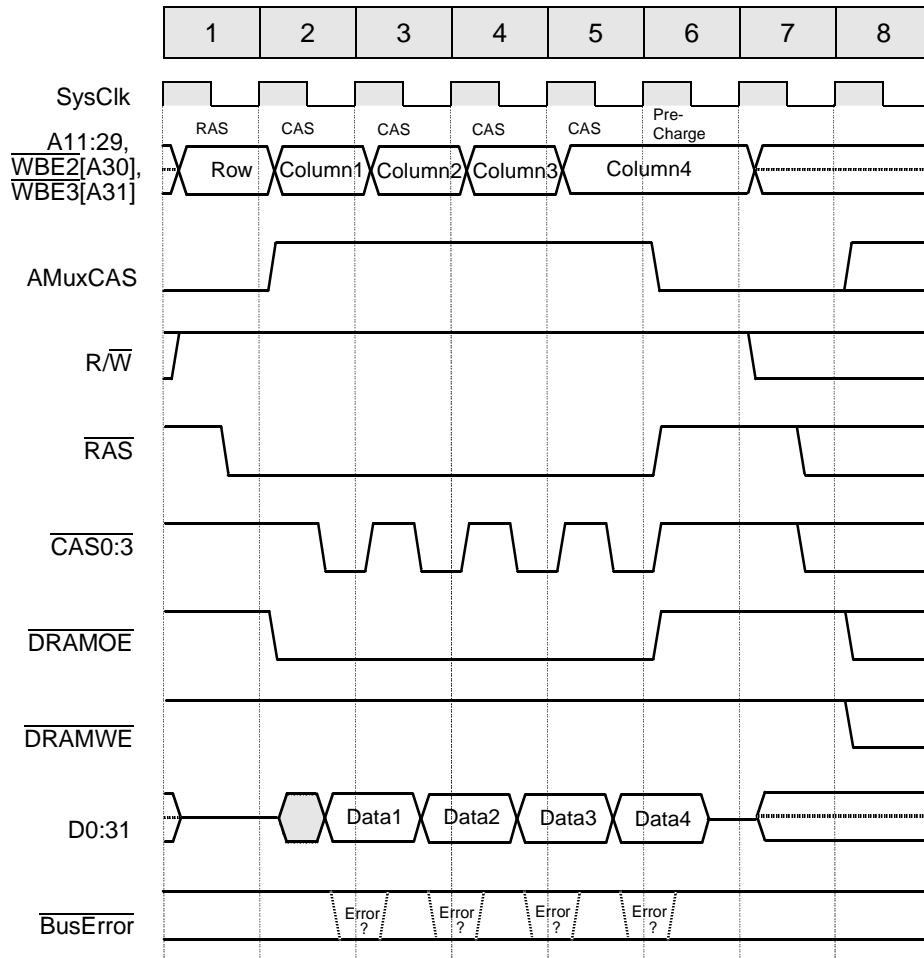 1 2 3 4 5 6 7 8
SysClk
RAS CAS CAS CAS CAS Pre-
Charge
A11:29,
WBE2[A30],
WBE3[A31]
Row Column1 Column2 Column3 Column4
AMuxCAS
R/W
RAS
CAS0:3
DRAMOE
DRAMWE
D0:31
Data1 Data2 Data3 Data4
BusError
Error Error Error Error
? ? ? ?